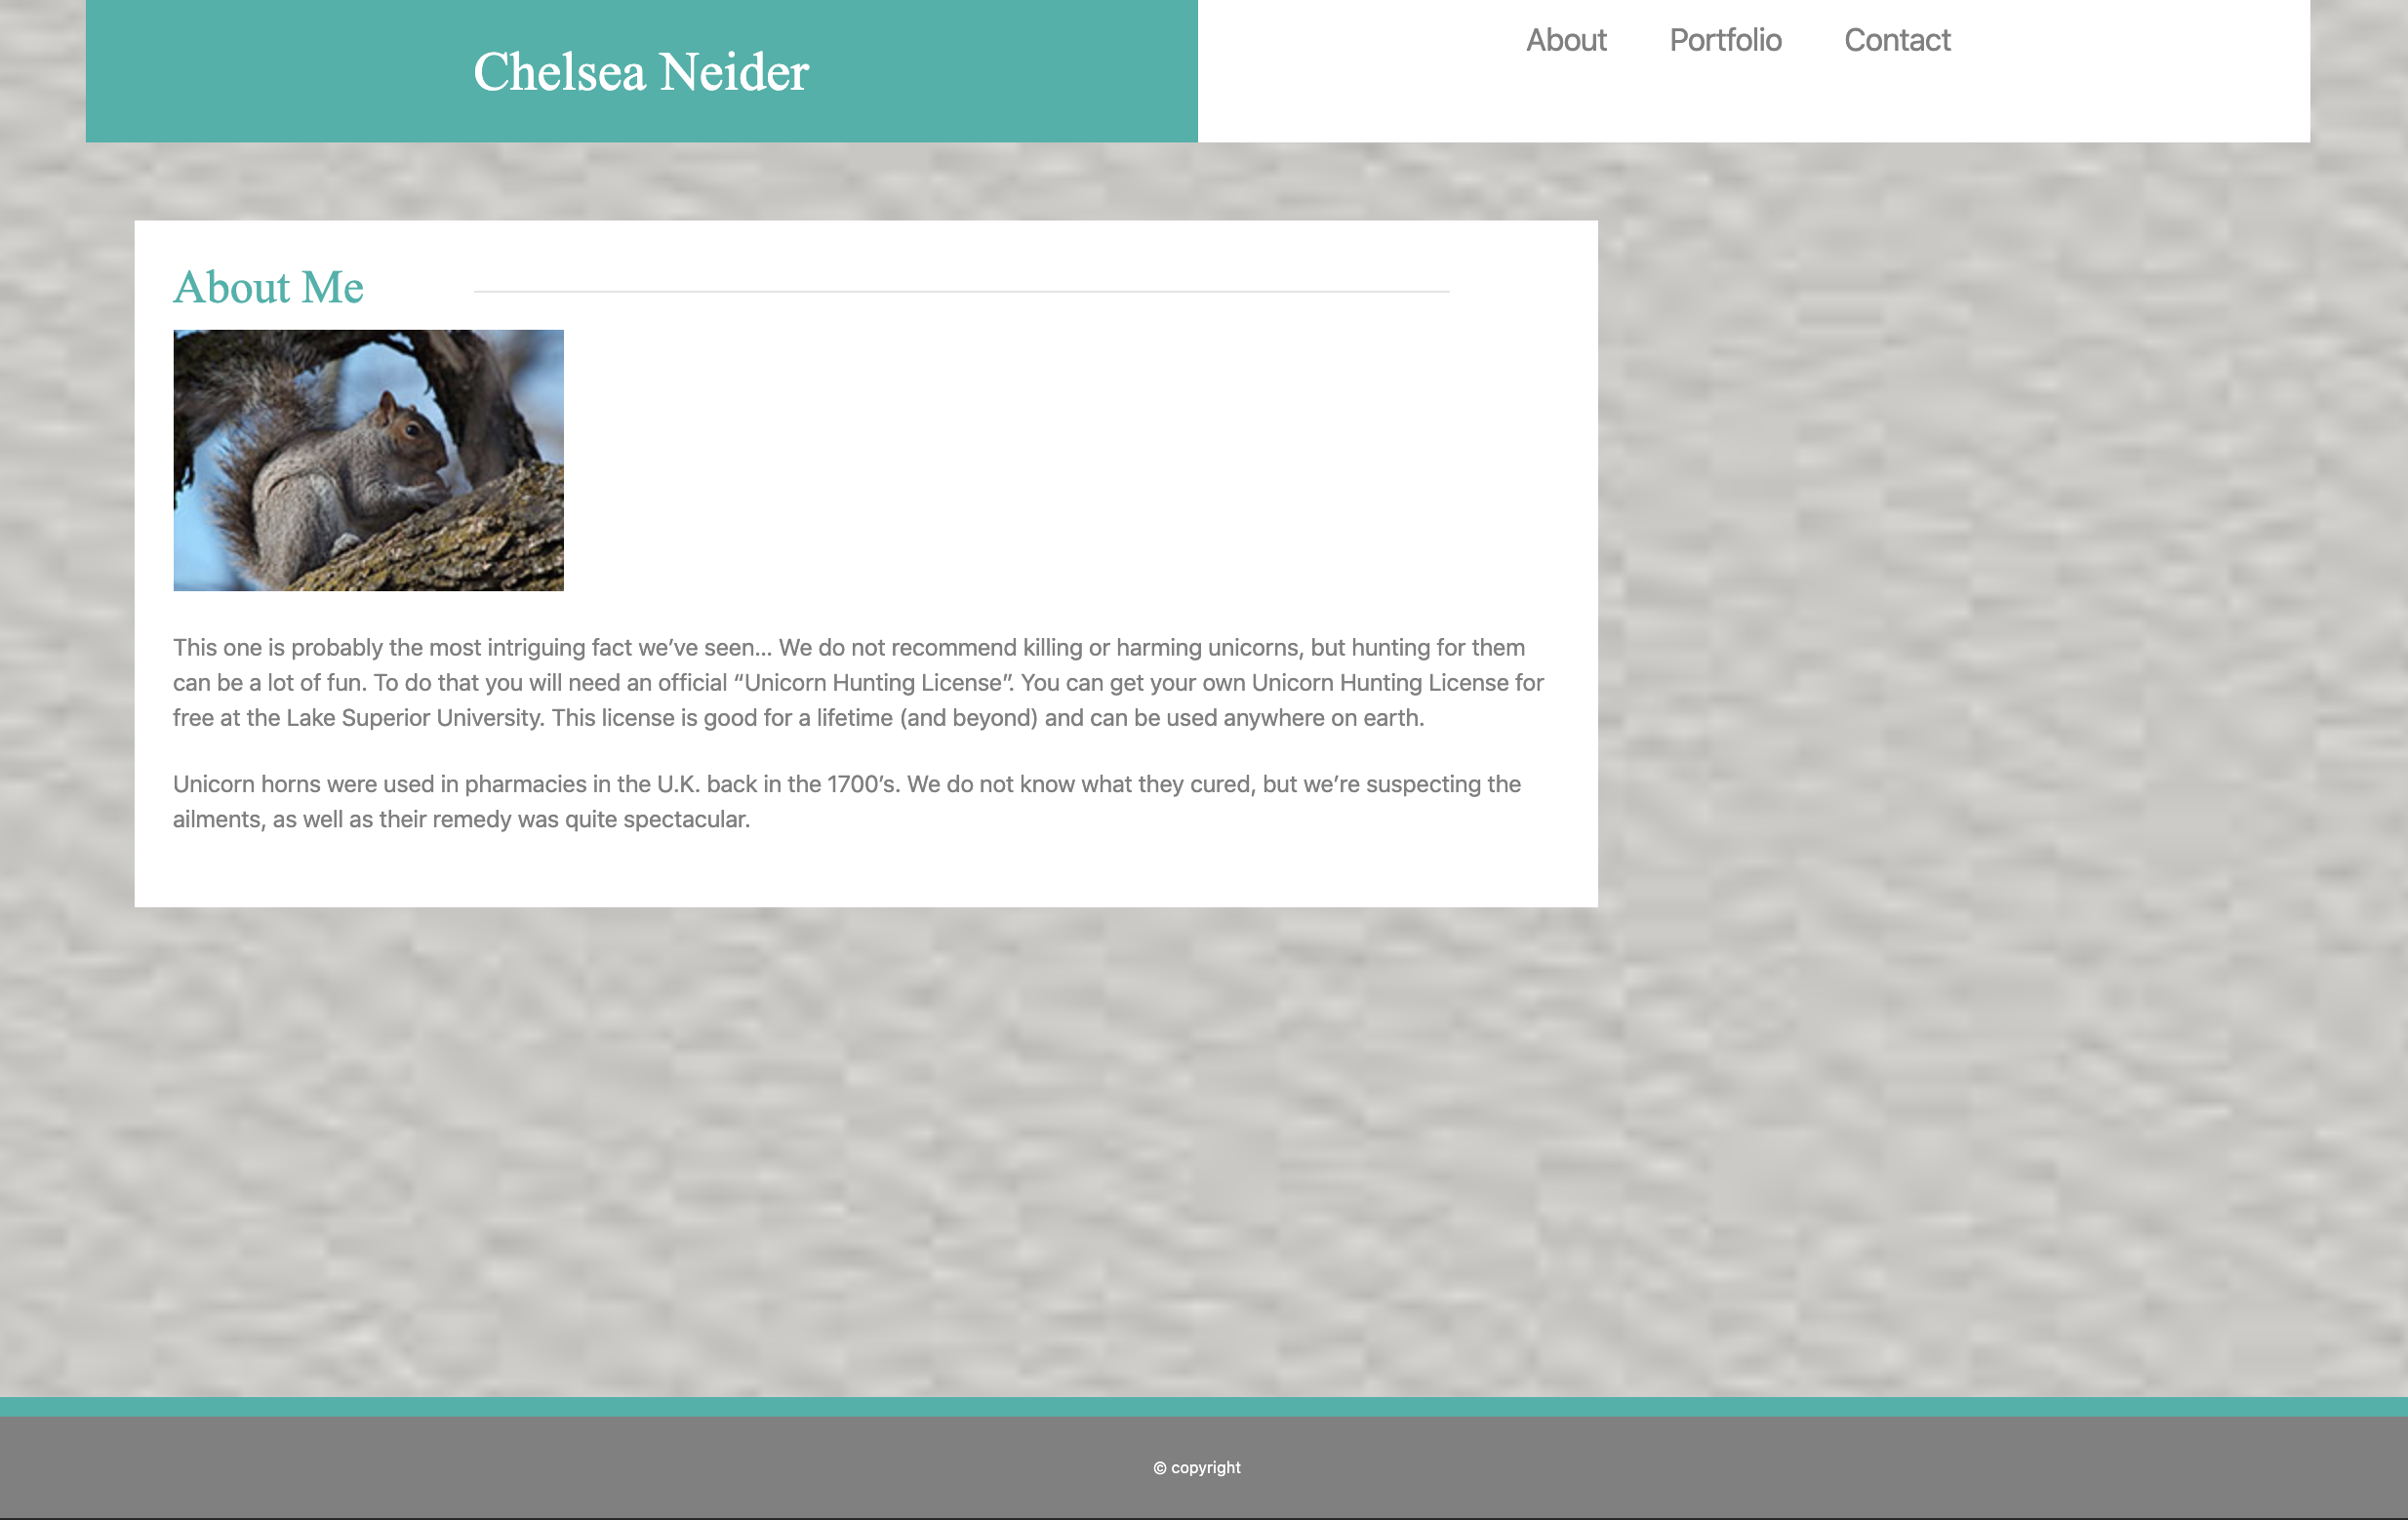 Chelsea Neider
About Portfolio Contact
About Me
This one is probably the most intriguing fact we’ve seen... We do not recommend killing or harming unicorns, but hunting for them
can be a lot of fun. To do that you will need an official “Unicorn Hunting License”. You can get your own Unicorn Hunting License for
free at the Lake Superior University. This license is good for a lifetime (and beyond) and can be used anywhere on earth.
Unicorn horns were used in pharmacies in the U.K. back in the 1700’s. We do not know what they cured, but we’re suspecting the
ailments, as well as their remedy was quite spectacular.
© copyright